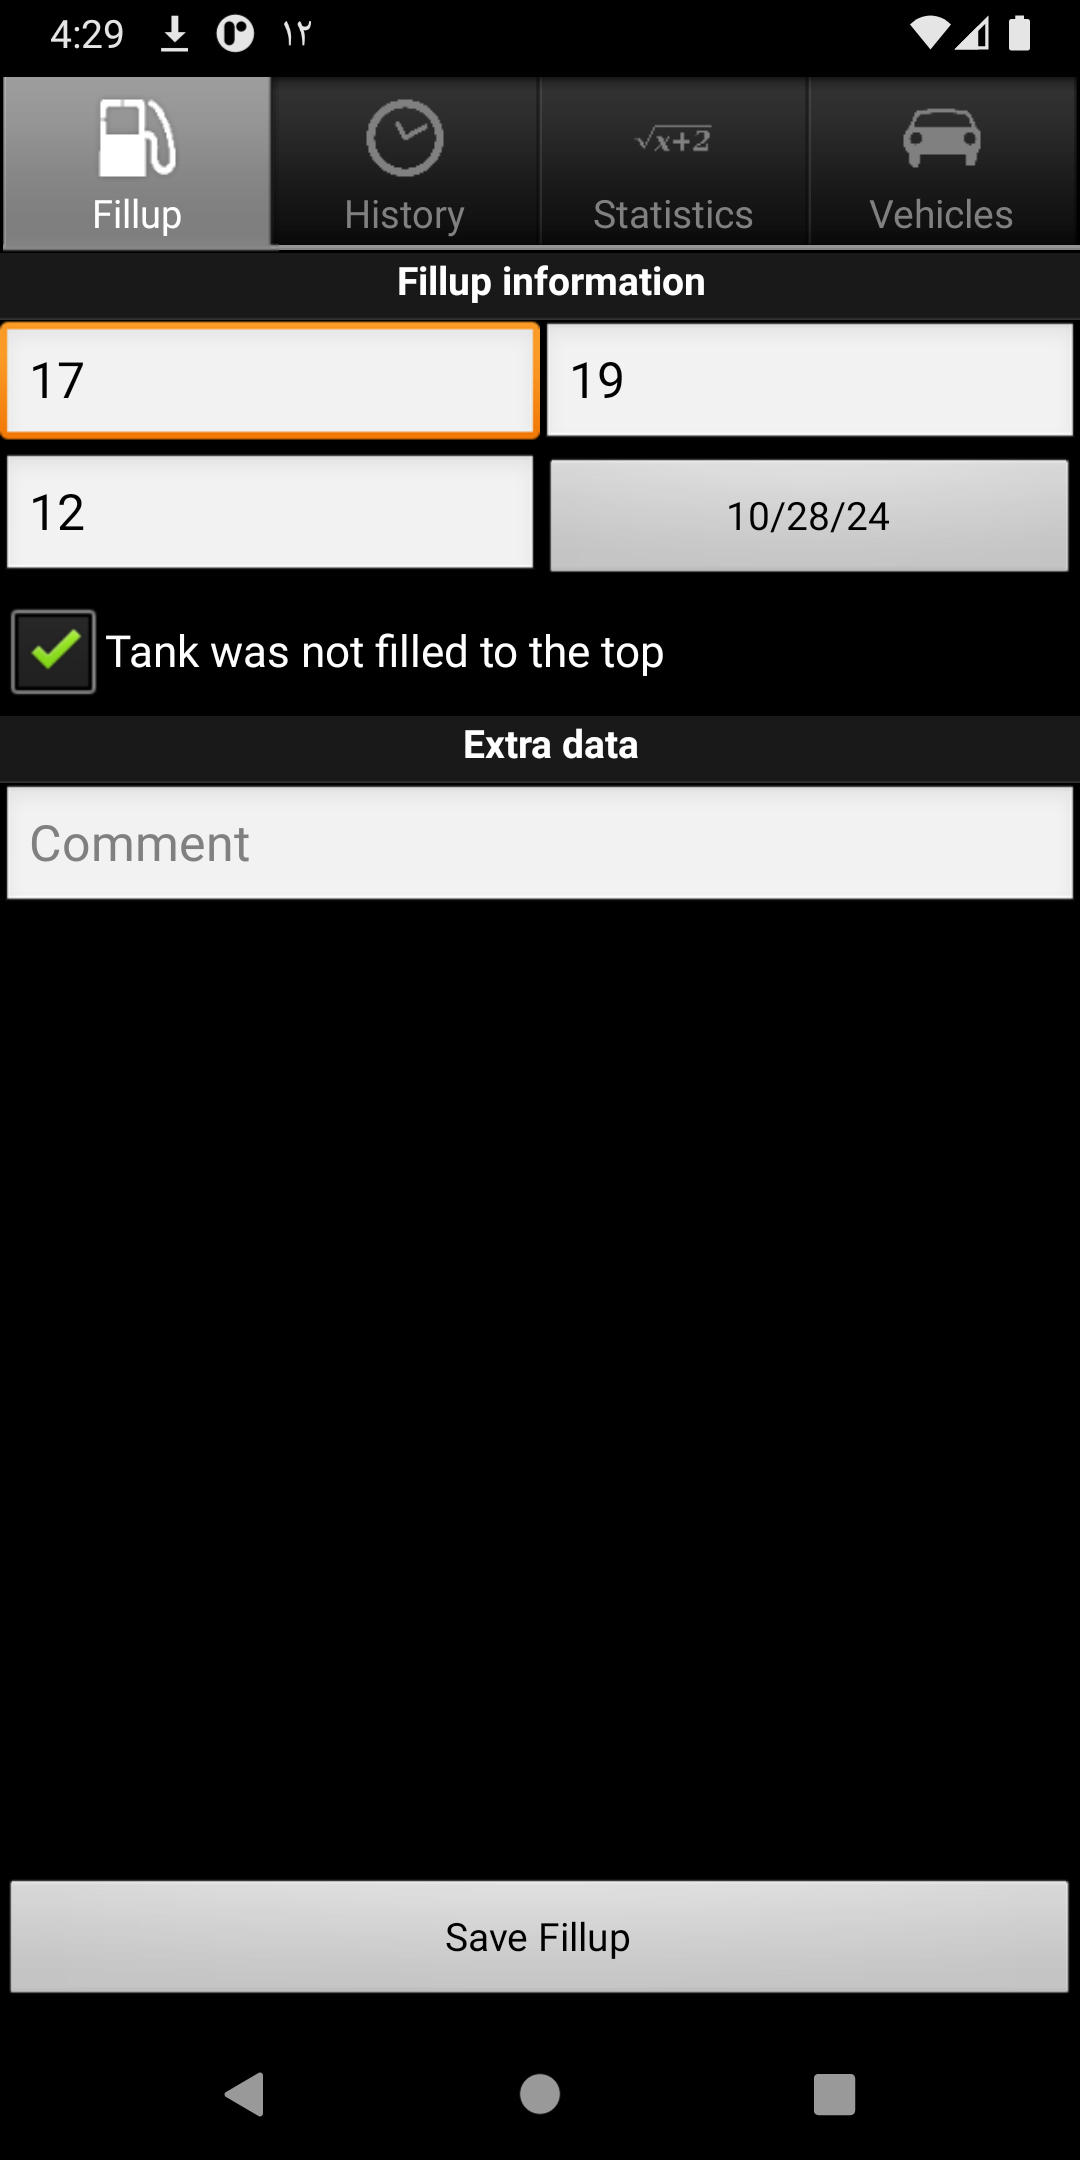 4:29 ١٢
√x+2
Fillup History Statistics Vehicles
Fillup information
17 19
12 10/28/24
Tank was not filled to the top
Extra data
Comment
Save Fillup